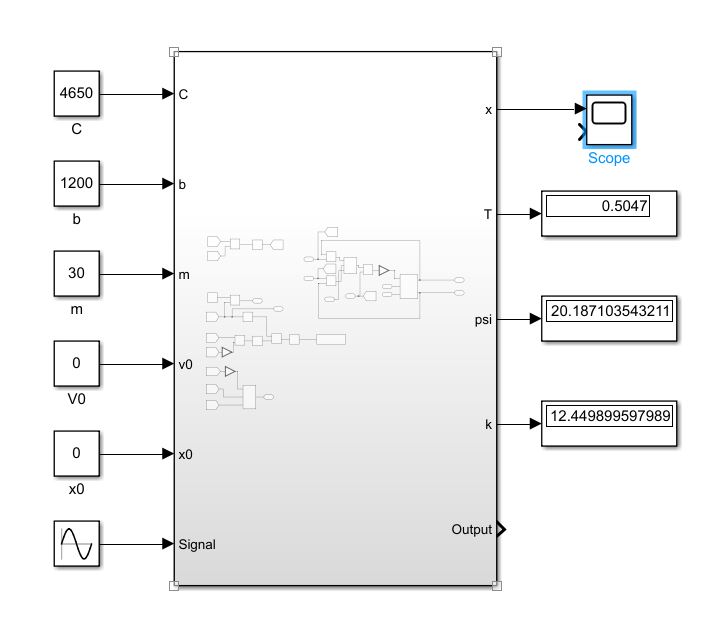 4650
C
1200
b
30
m
0
V0
0
x0
C
b
m
v0
x0
Signal
x
T
psi
k
Output
Scope
0.5047
20.187103543211
12.449899597989